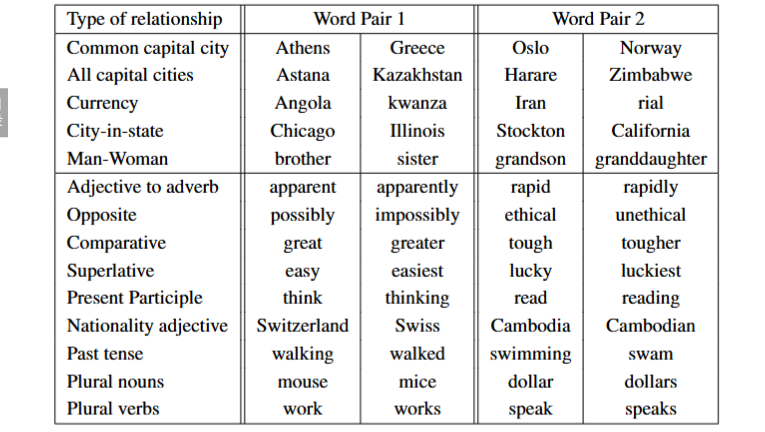 Type of relationship Word Pair 1 Word Pair 2
Common capital city Athens Greece Oslo Norway
All capital cities Astana Kazakhstan Harare Zimbabwe
Currency Angola kwanza Iran rial
City-in-state Chicago Illinois Stockton California
Man-Woman brother sister grandson granddaughter
Adjective to adverb apparent apparently rapid rapidly
Opposite possibly impossibly ethical unethical
Comparative great greater tough tougher
Superlative easy easiest lucky luckiest
Present Participle think thinking read reading
Nationality adjective Switzerland Swiss Cambodia Cambodian
Past tense walking walked swimming swam
Plural nouns mouse mice dollar dollars
Plural verbs work works speak speaks